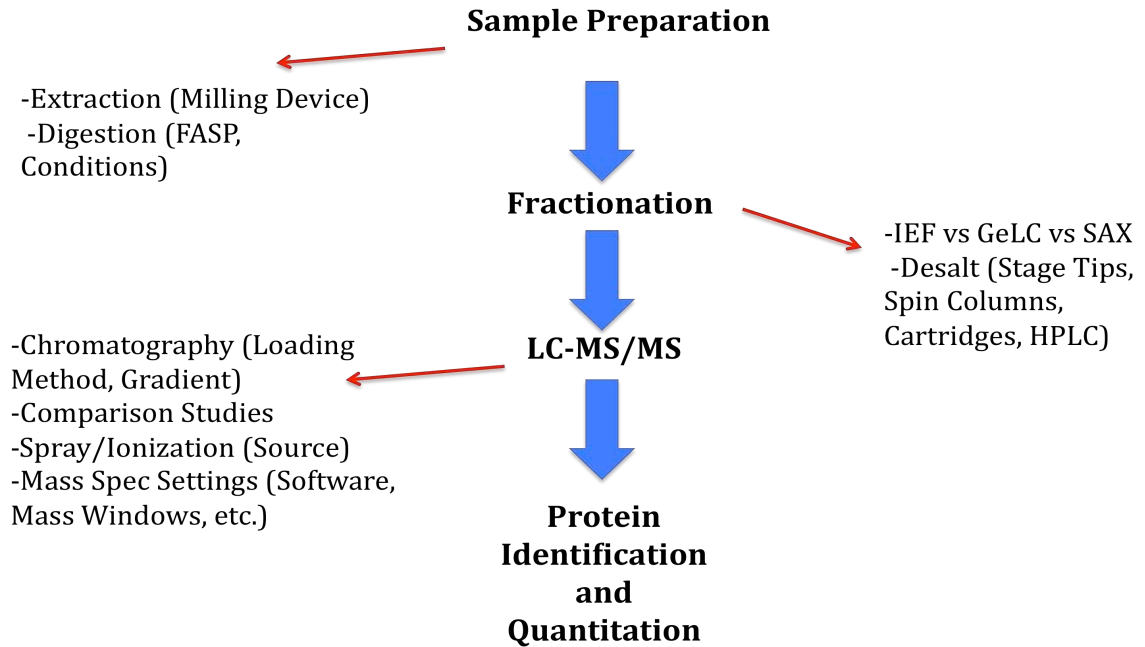 Sample Preparation
-Extraction (Milling Device)
-Digestion (FASP,
Conditions)
Fractionation
-IEF vs GeLC vs SAX
-Desalt (Stage Tips,
Spin Columns,
Cartridges, HPLC)
LC-MS/MS
-Chromatography (Loading
Method, Gradient)
-Comparison Studies
-Spray/Ionization (Source)
-Mass Spec Settings (Software,
Mass Windows, etc.)
Protein
Identification
and
Quantitation